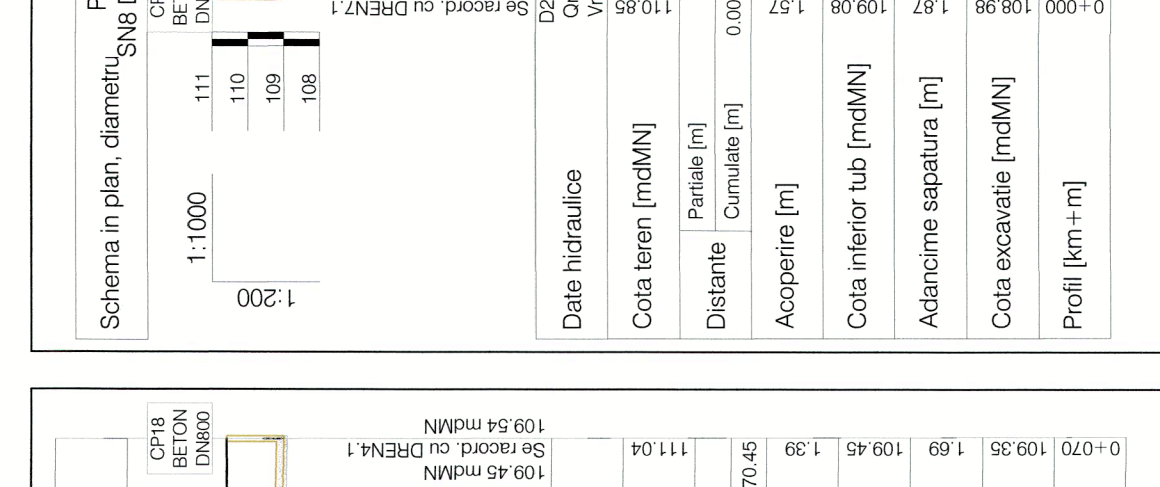 Schema in plan, diametru
SN8 D
BETON
DN
111
110
109
108
1:1000
1:200
Se racord. cu DREN7.1
Date hidraulice
Cota teren [mdMN]
110.85
Distante
Partiale [m]
Cumulate [m]
0.00
Acoperire [m]
1.57
Cota inferior tub [mdMN]
109.08
Adancime sapatura [m]
1.87
Cota excavatie [mdMN]
108.98
Profil [km+m]
0+000
CP18
BETON
DN800
109.54 mdMN
Se racord. cu DREN4.1
109.45 mdMN
111.04
70.45
1.39
109.45
1.69
109.35
0+070